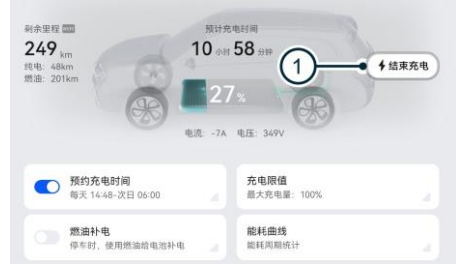 剩余里程
预计充电时间
249 km
10 小时 58 分钟
纯电: 48km
燃油: 201km
1
结束充电
27%
电流: -7A 电压: 349V
预约充电时间
每天 14:48-次日 06:00
充电限值
最大充电量: 100%
燃油补电
停车时，使用燃油给电池补电
能耗曲线
能耗周期统计